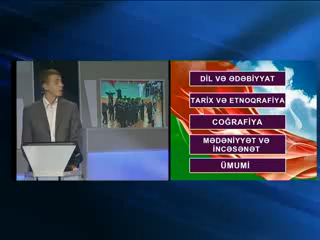 DİL VƏ ƏDƏBİYYAT
TARİX VƏ ETNOQRAFİYA
COĞRAFİYA
MƏDƏNİYYƏT VƏ
İNCƏSƏNƏT
ÜMUMİ